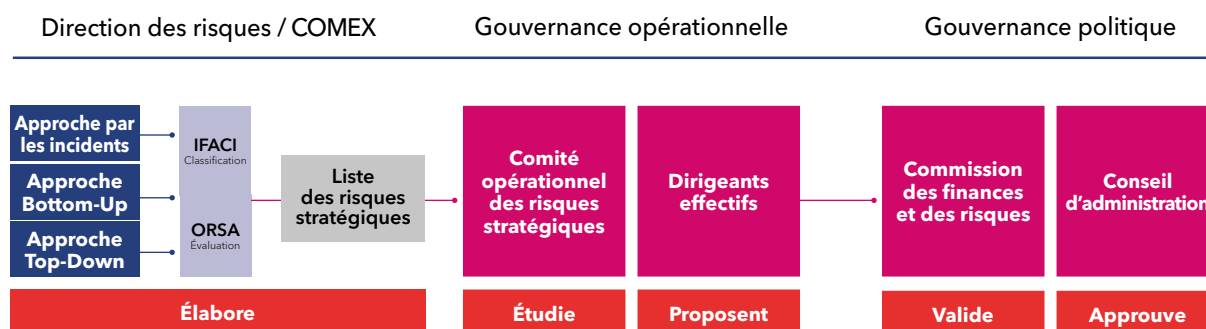 Direction des risques / COMEX
Gouvernance opérationnelle
Gouvernance politique
Approche par
les incidents
Approche
Bottom-Up
Approche
Top-Down
IFACI
Classification
ORSA
Évaluation
Liste
des risques
stratégiques
Comité
opérationnel
des risques
stratégiques
Dirigeants
effectifs
Commission
des finances
et des risques
Conseil
d'administration
Élabore
Étudie
Proposent
Valide
Approuve